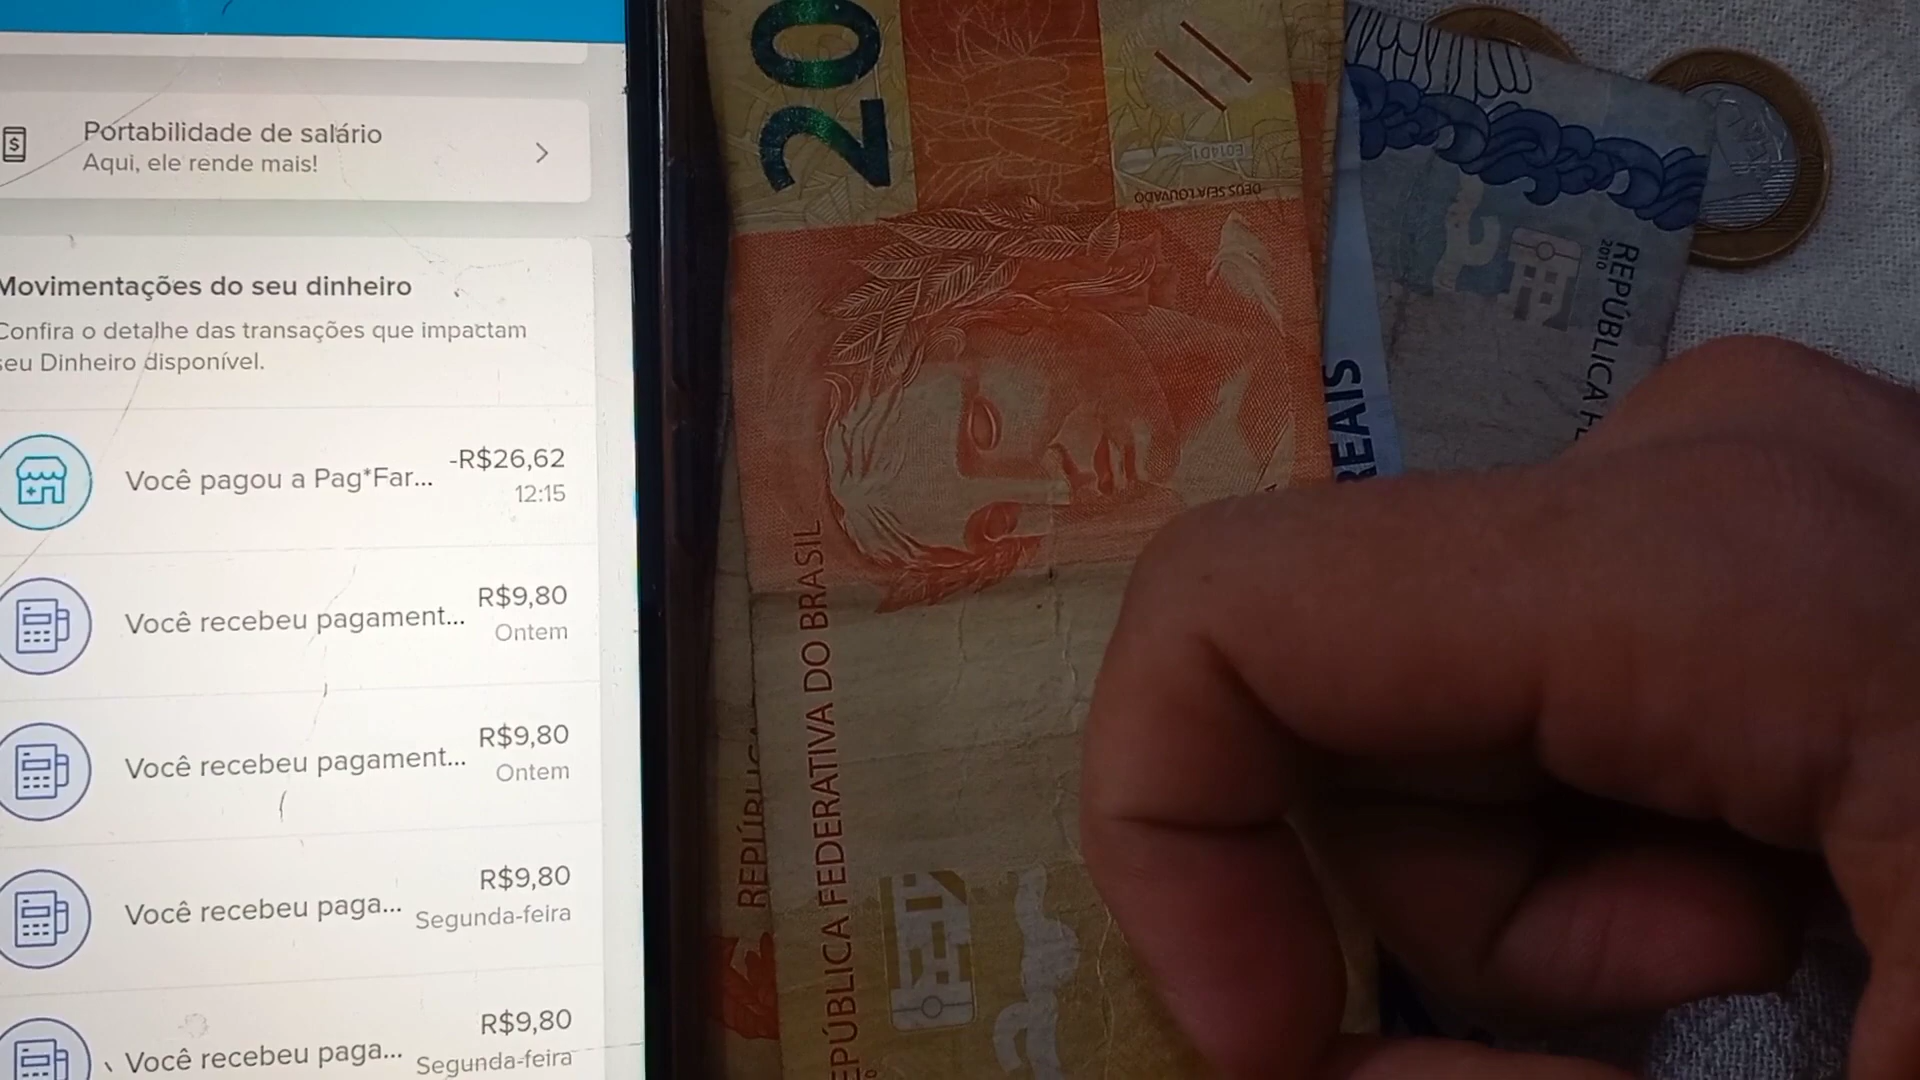 Portabilidade de salário
Aqui, ele rende mais!
Movimentações do seu dinheiro
Confira o detalhe das transações que impactam
seu Dinheiro disponível.
Você pagou a Pag*Far... -R$26,62
12:15
Você recebeu pagament... R$9,80
Ontem
Você recebeu pagament... R$9,80
Ontem
Você recebeu paga... R$9,80
Segunda-feira
Você recebeu paga... R$9,80
Segunda-feira
20
DEUS SEJA LOUVADO
REPÚBLICA FEDERATIVA DO BRASIL
REPÚBLICA
REAIS
REPÚBLICA
2010